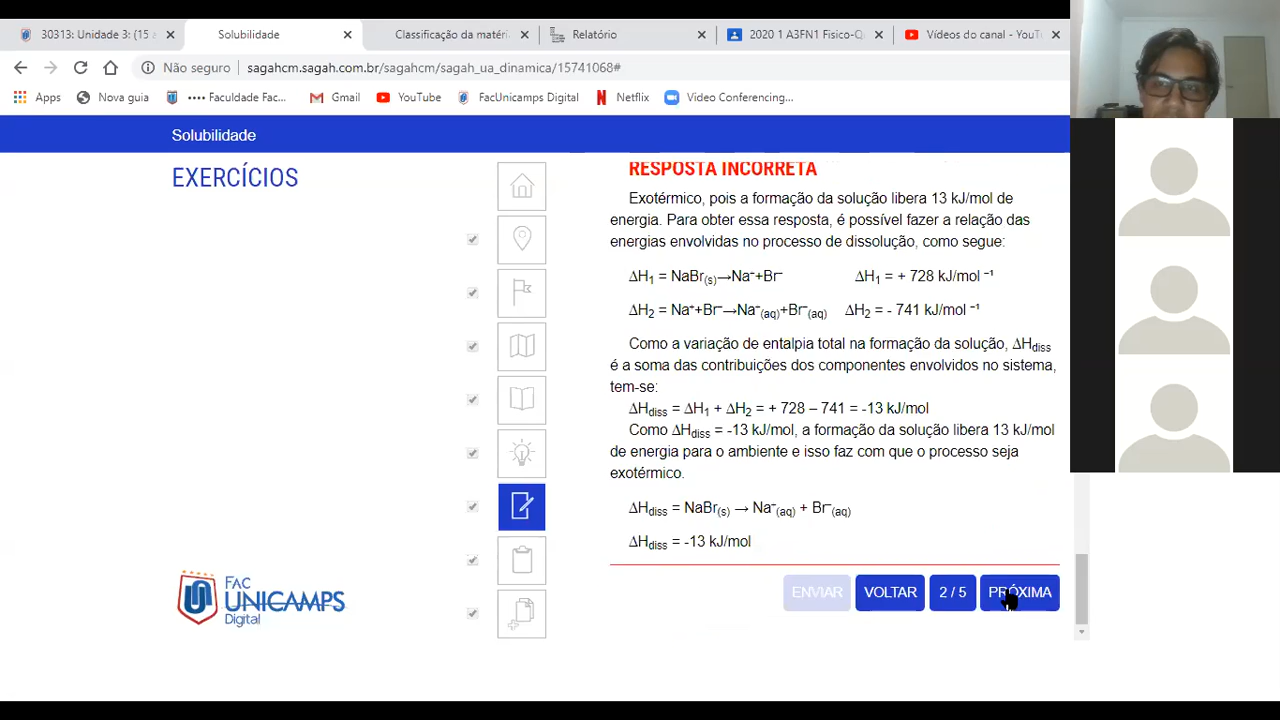 30313: Unidade 3: (15 a
Solubilidade
Classificação da matéri
Relatório
2020 1 A3FN1 Fisico-Q
Vídeos do canal - YouT
Não seguro
sagahcm.sagah.com.br/sagahcm/sagah_ua_dinamica/15741068#
Apps
Nova guia
•••• Faculdade Fac...
Gmail
YouTube
FacUnicamps Digital
Netflix
Video Conferencing...
Solubilidade
EXERCÍCIOS
RESPOSTA INCORRETA
Exotérmico, pois a formação da solução libera 13 kJ/mol de
energia. Para obter essa resposta, é possível fazer a relação das
energias envolvidas no processo de dissolução, como segue:
ΔH₁ = NaBr₍s₎→Na⁺+Br⁻ ΔH₁ = + 728 kJ/mol ⁻¹
ΔH₂ = Na⁺+Br⁻→Na⁺(aq)+Br⁻(aq) ΔH₂ = - 741 kJ/mol ⁻¹
Como a variação de entalpia total na formação da solução, ΔHdiss
é a soma das contribuições dos componentes envolvidos no sistema,
tem-se:
ΔHdiss = ΔH₁ + ΔH₂ = + 728 – 741 = -13 kJ/mol
Como ΔHdiss = -13 kJ/mol, a formação da solução libera 13 kJ/mol
de energia para o ambiente e isso faz com que o processo seja
exotérmico.
ΔHdiss = NaBr(s) → Na⁺(aq) + Br⁻(aq)
ΔHdiss = -13 kJ/mol
ENVIAR
VOLTAR
2 / 5
PRÓXIMA
FAC
UNICAMPS
Digital